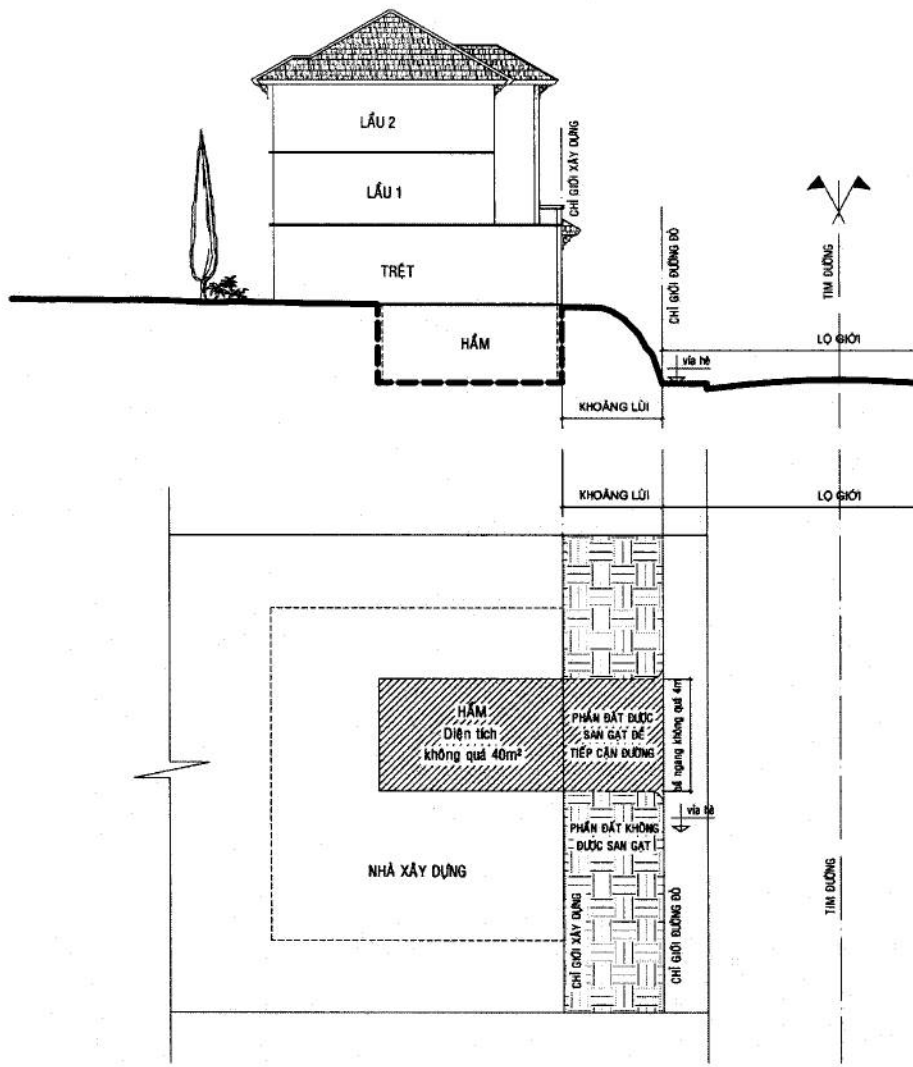 LẦU 2
LẦU 1
TRỆT
HẦM
CHỈ GIỚI XÂY DỰNG
CHỈ GIỚI ĐƯỜNG ĐỎ
TIM ĐƯỜNG
LỘ GIỚI
vỉa hè
KHOẢNG LÙI
KHOẢNG LÙI
LỘ GIỚI
HẦM
Diện tích
không quá 40m²
PHẦN ĐẤT ĐƯỢC
SAN GẠT ĐỂ
TIẾP CẬN ĐƯỜNG
bề ngang không quá 4m
vỉa hè
PHẦN ĐẤT KHÔNG
ĐƯỢC SAN GẠT
NHÀ XÂY DỰNG
CHỈ GIỚI XÂY DỰNG
CHỈ GIỚI ĐƯỜNG ĐỎ
TIM ĐƯỜNG